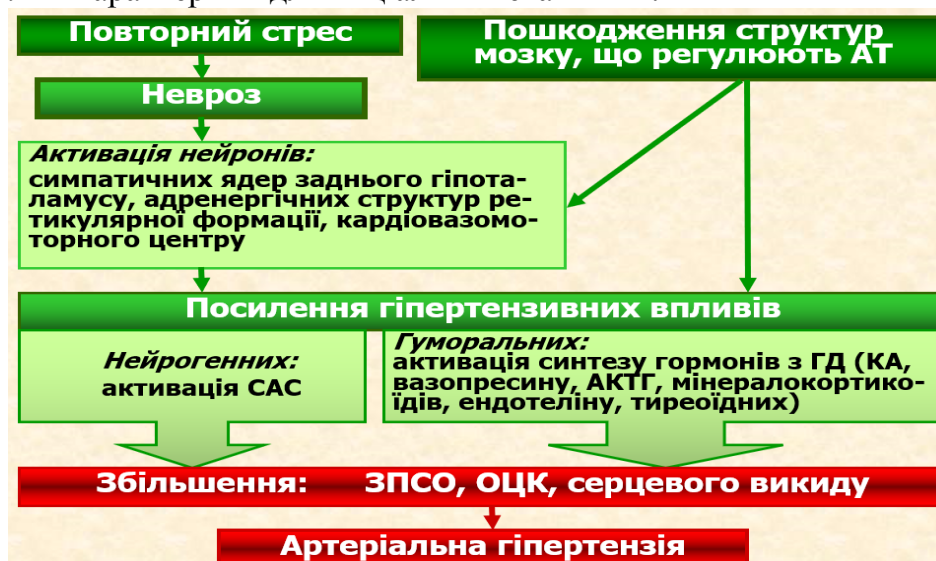 Повторний стрес
Пошкодження структур
мозку, що регулюють АТ
Невроз
Активація нейронів:
симпатичних ядер заднього гіпота-
ламусу, адренергічних структур ре-
тикулярної формації, кардіовазомо-
торного центру
Посилення гіпертензивних впливів
Нейрогенних:
активація САС
Гуморальних:
активація синтезу гормонів з ГД (КА,
вазопресину, АКТГ, мінералокортико-
їдів, ендотеліну, тиреоїдних)
Збільшення: ЗПСО, ОЦК, серцевого викиду
Артеріальна гіпертензія